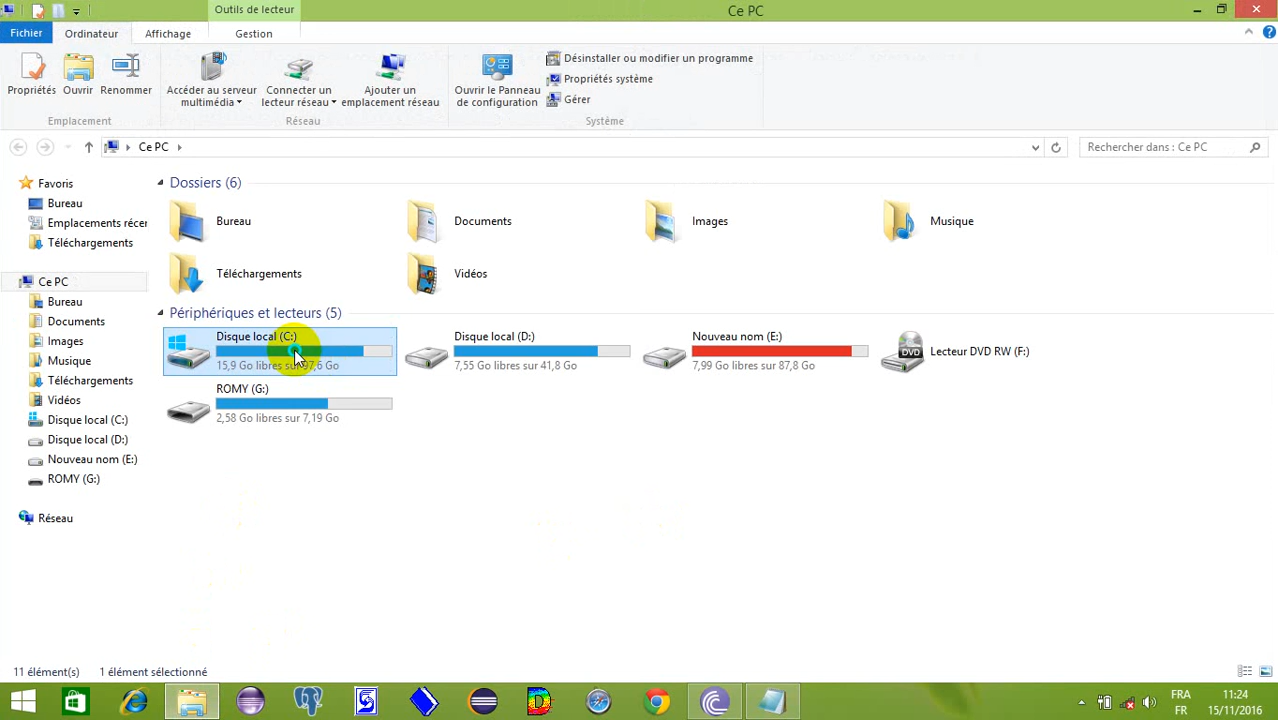 Outils de lecteur
Ce PC
Fichier
Ordinateur
Affichage
Gestion
Propriétés
Ouvrir
Renommer
Accéder au serveur
multimédia
Connecter un
lecteur réseau
Ajouter un
emplacement réseau
Ouvrir le Panneau
de configuration
Désinstaller ou modifier un programme
Propriétés système
Gérer
Emplacement
Réseau
Système
Ce PC
Rechercher dans : Ce PC
Favoris
Bureau
Emplacements récer
Téléchargements
Ce PC
Bureau
Documents
Images
Musique
Téléchargements
Vidéos
Disque local (C:)
Disque local (D:)
Nouveau nom (E:)
ROMY (G:)
Réseau
Dossiers (6)
Bureau
Documents
Images
Musique
Téléchargements
Vidéos
Périphériques et lecteurs (5)
Disque local (C:)
15,9 Go libres sur 97,6 Go
Disque local (D:)
7,55 Go libres sur 41,8 Go
Nouveau nom (E:)
7,99 Go libres sur 87,8 Go
DVD
Lecteur DVD RW (F:)
ROMY (G:)
2,58 Go libres sur 7,19 Go
11 élément(s)
1 élément sélectionné
FRA
FR
11:24
15/11/2016